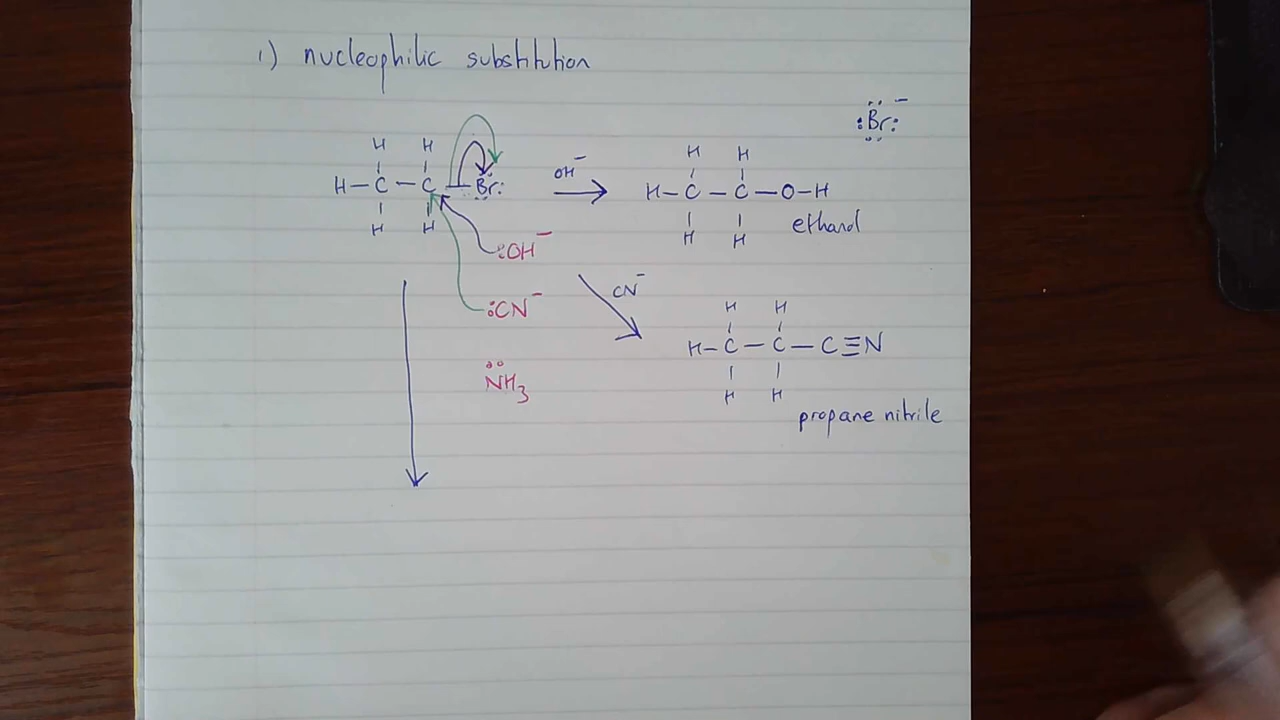 1) nucleophilic substitution
:Br:⁻
H H
H–C–C–Br:
H H
OH⁻
H H
H–C–C–O–H
H H
ethanol
:OH⁻
:CN⁻
NH₃
CN⁻
H H
H–C–C–C≡N
H H
propane nitrile